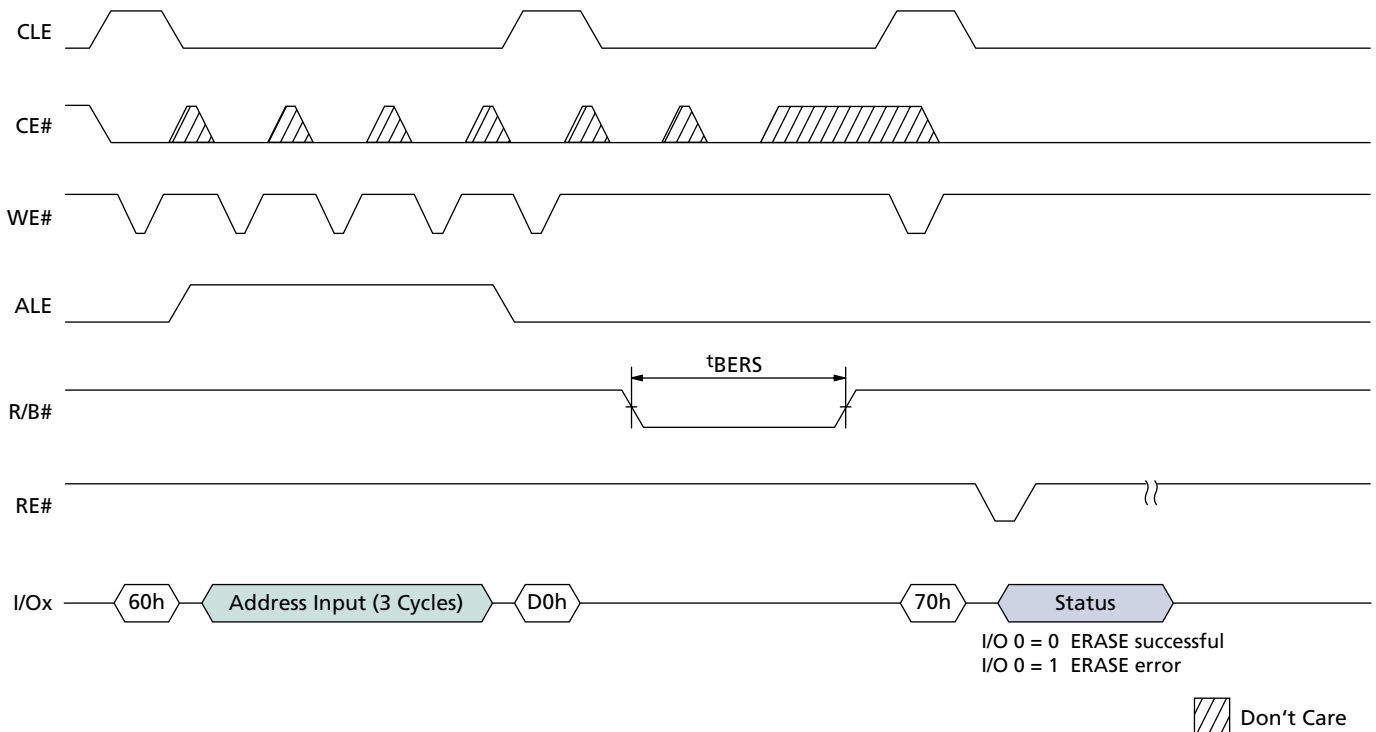 CLE
CE#
WE#
ALE
tBERS
R/B#
RE#
I/Ox 60h Address Input (3 Cycles) D0h 70h Status
I/O 0 = 0 ERASE successful
I/O 0 = 1 ERASE error
Don't Care